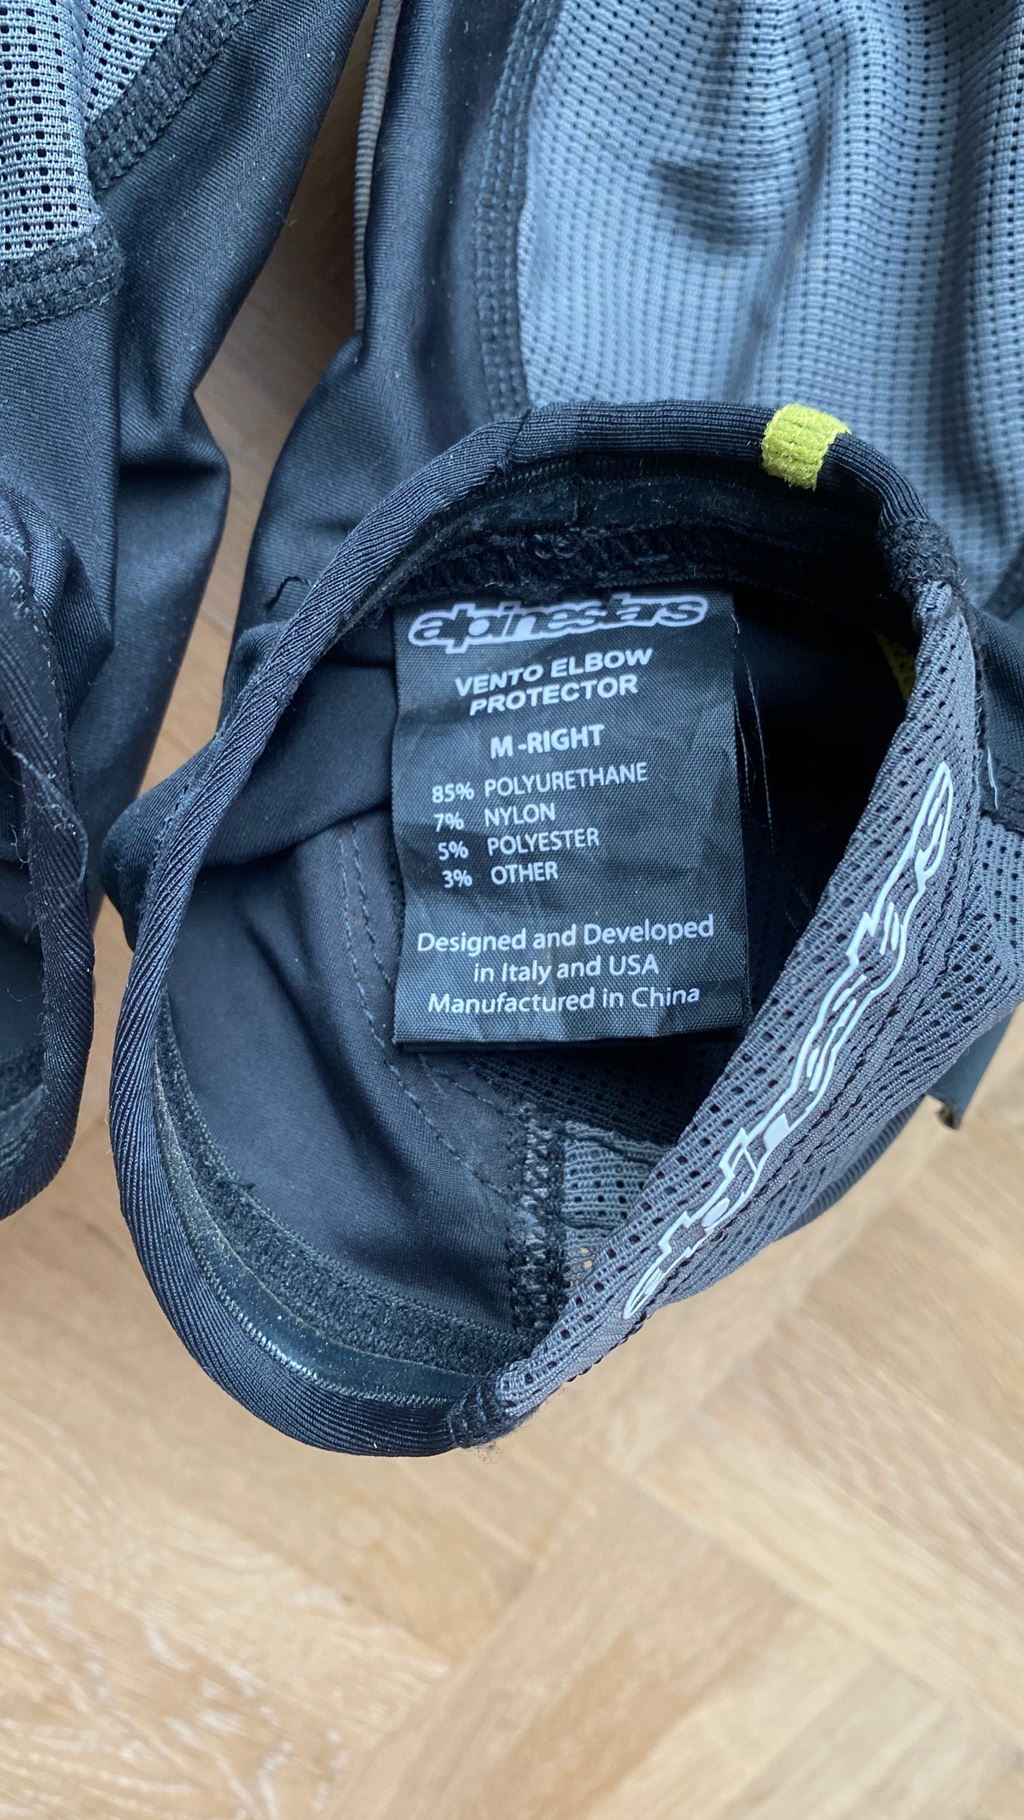 alpinestars
VENTO ELBOW
PROTECTOR
M-RIGHT
85% POLYURETHANE
7% NYLON
5% POLYESTER
3% OTHER
Designed and Developed
in Italy and USA
Manufactured in China
alpinestars